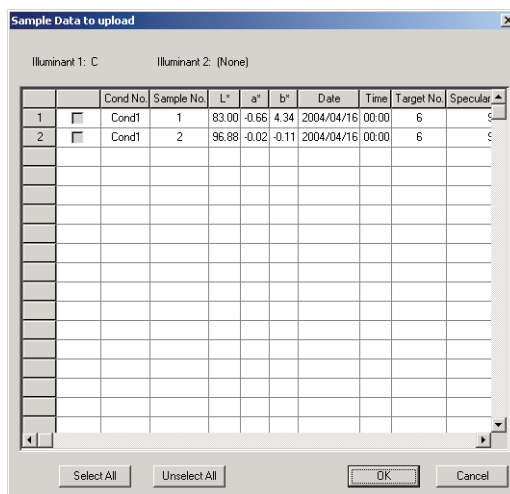 Sample Data to upload
Illuminant 1: C Illuminant 2: (None)
Cond No. Sample No. L* a* b* Date Time Target No. Specular
1 Cond1 1 83.00 -0.66 4.34 2004/04/16 00:00 6 S
2 Cond1 2 96.88 -0.02 -0.11 2004/04/16 00:00 6 S
Select All Unselect All OK Cancel